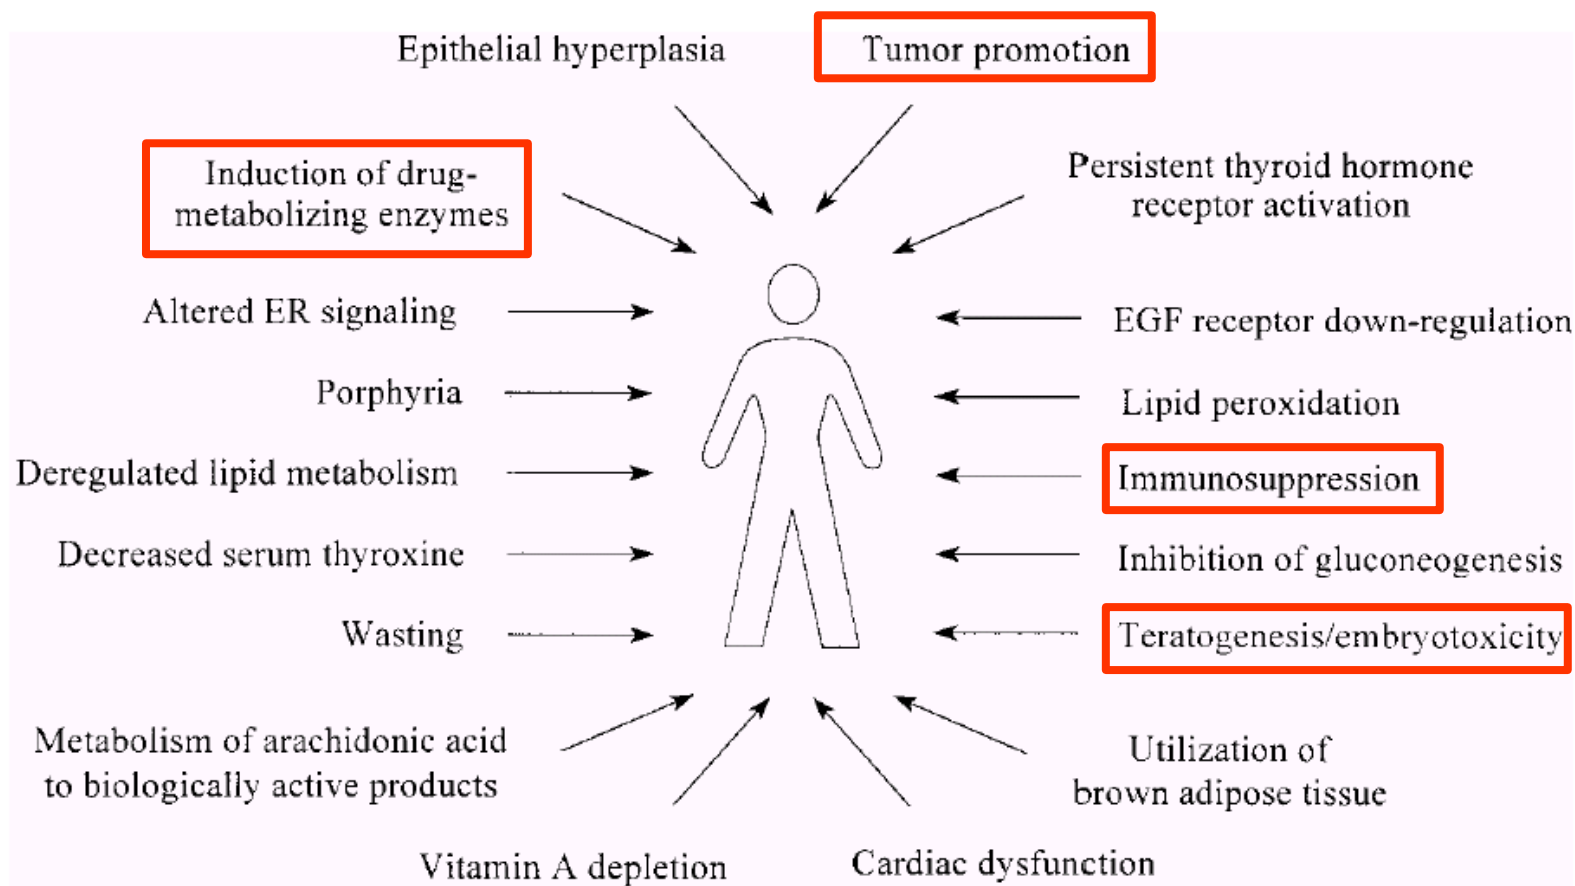 Epithelial hyperplasia
Tumor promotion
Induction of drug-
metabolizing enzymes
Persistent thyroid hormone
receptor activation
Altered ER signaling
EGF receptor down-regulation
Porphyria
Lipid peroxidation
Deregulated lipid metabolism
Immunosuppression
Decreased serum thyroxine
Inhibition of gluconeogenesis
Wasting
Teratogenesis/embryotoxicity
Metabolism of arachidonic acid
to biologically active products
Utilization of
brown adipose tissue
Vitamin A depletion
Cardiac dysfunction